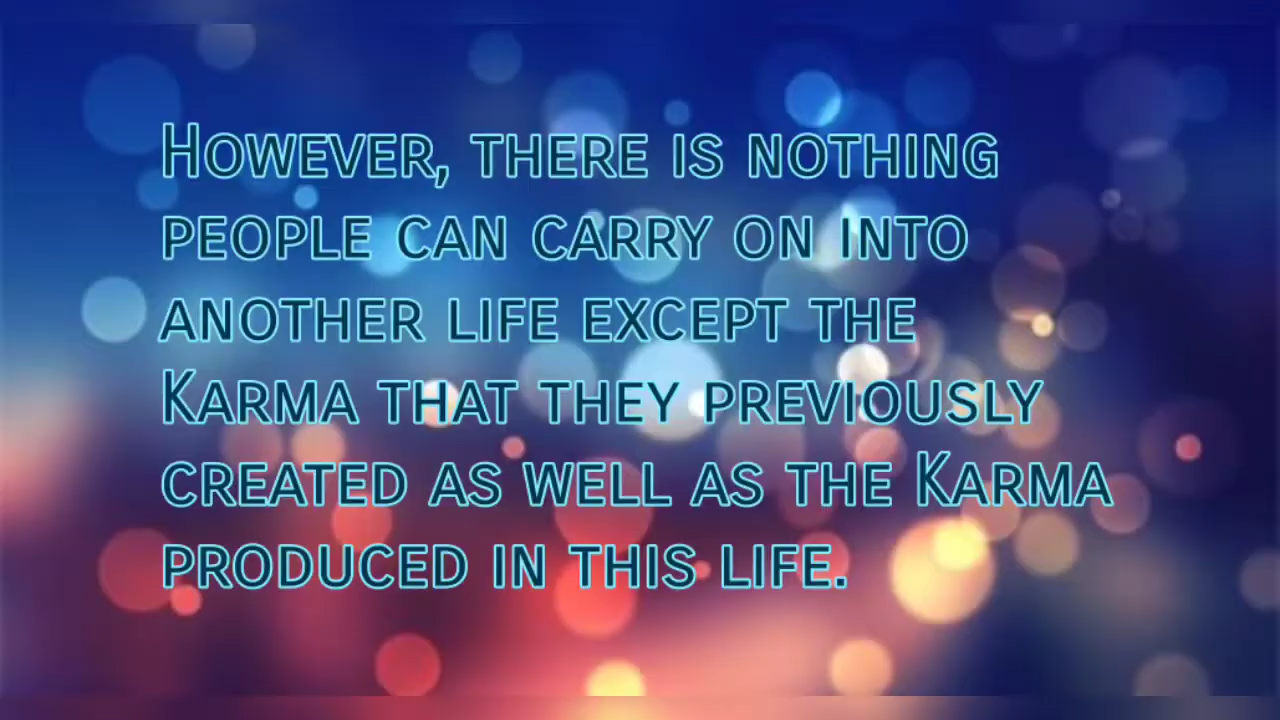 However, there is nothing
people can carry on into
another life except the
Karma that they previously
created as well as the Karma
produced in this life.